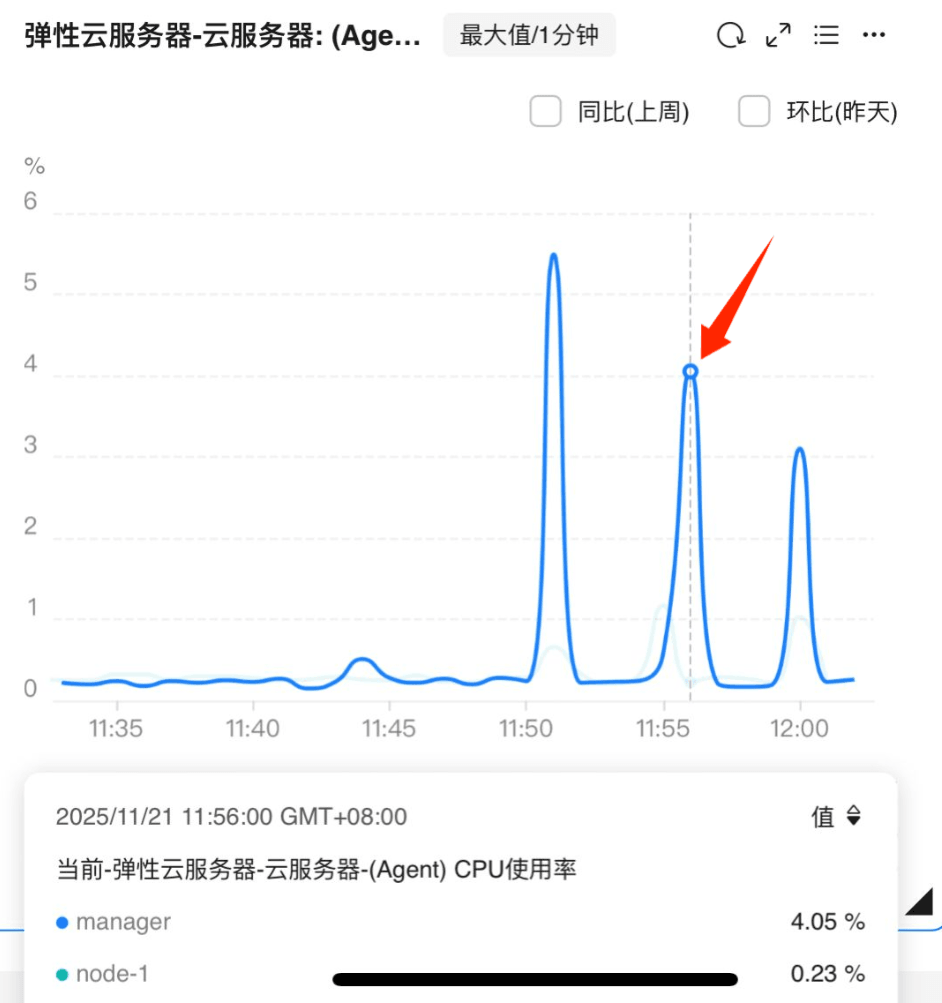 弹性云服务器-云服务器: (Age... 最大值/1分钟
同比(上周) 环比(昨天)
%
6
5
4
3
2
1
0
11:35 11:40 11:45 11:50 11:55 12:00
2025/11/21 11:56:00 GMT+08:00 值
当前-弹性云服务器-云服务器-(Agent) CPU使用率
manager 4.05 %
node-1 0.23 %